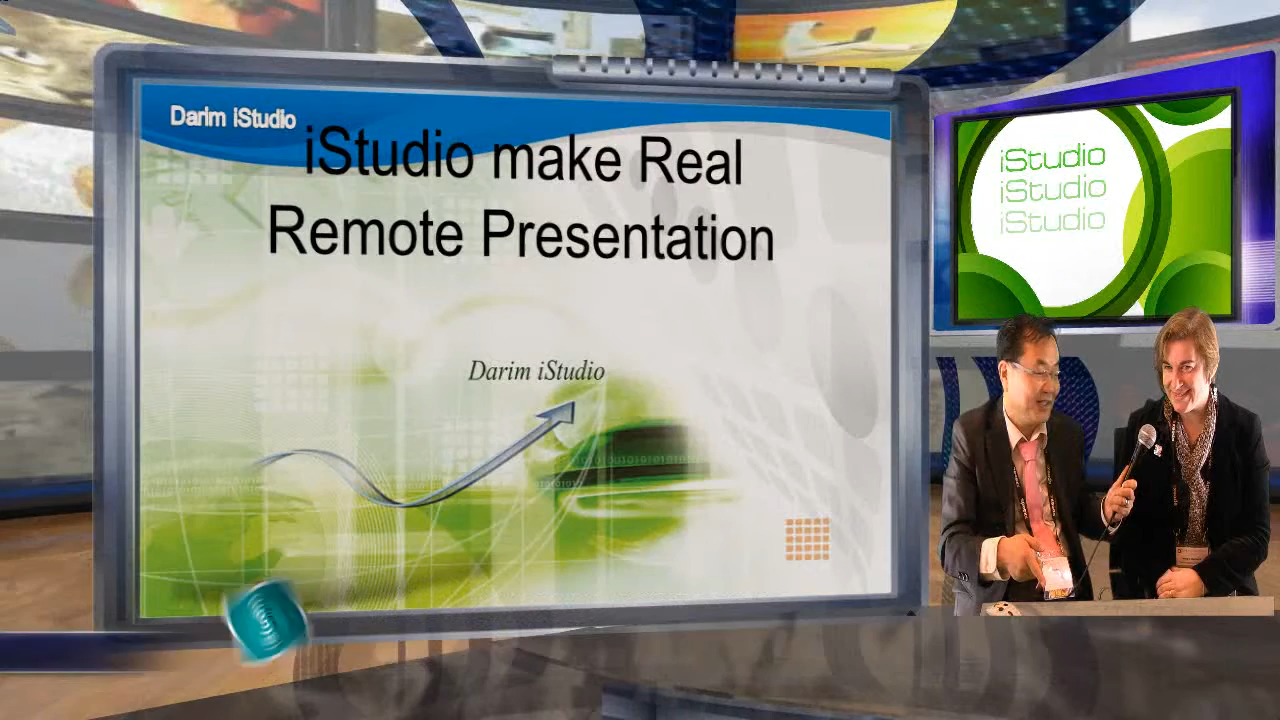 Darim iStudio
iStudio make Real
Remote Presentation
Darim iStudio
iStudio
iStudio
iStudio